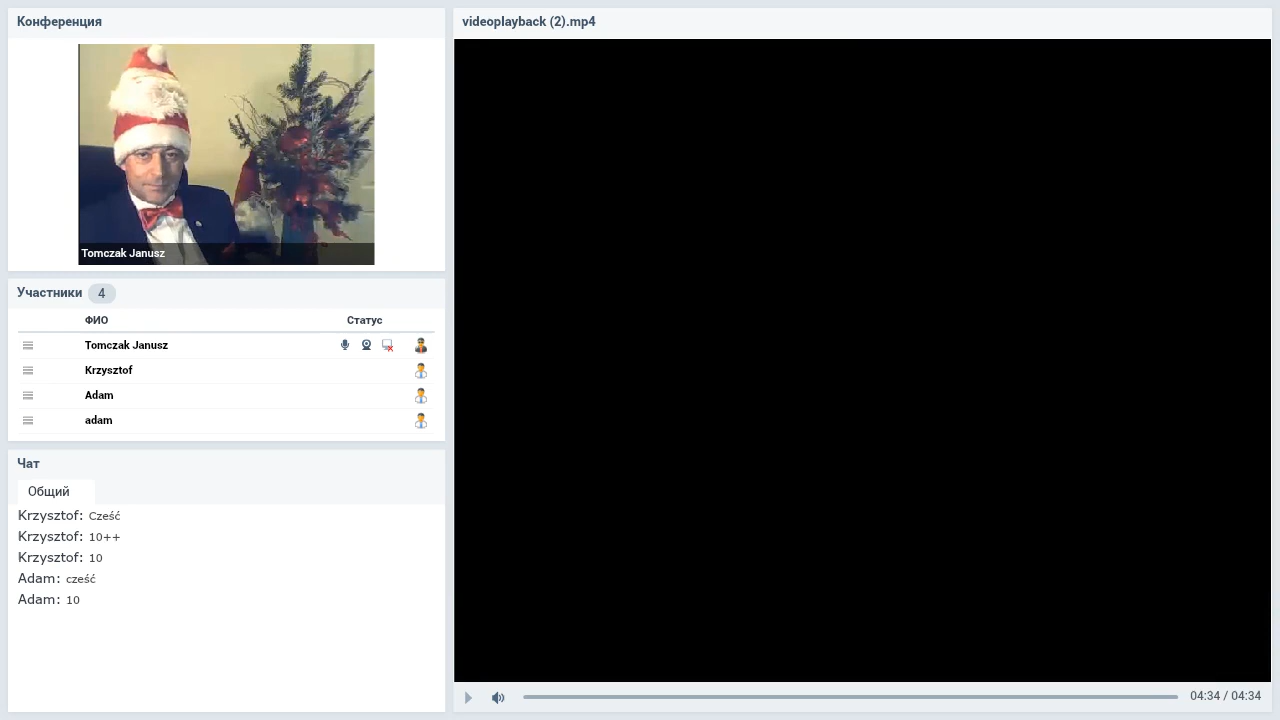 Конференция
Tomczak Janusz
Участники 4
ФИО Статус
Tomczak Janusz
Krzysztof
Adam
adam
Чат
Общий
Krzysztof: Cześć
Krzysztof: 10++
Krzysztof: 10
Adam: cześć
Adam: 10
videoplayback (2).mp4
04:34 / 04:34